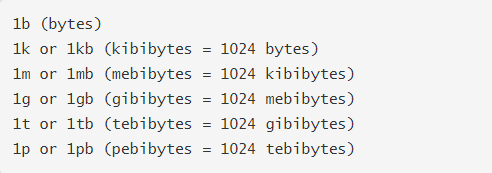 1b (bytes)
1k or 1kb (kibibytes = 1024 bytes)
1m or 1mb (mebibytes = 1024 kibibytes)
1g or 1gb (gibibytes = 1024 mebibytes)
1t or 1tb (tebibytes = 1024 gibibytes)
1p or 1pb (pebibytes = 1024 tebibytes)